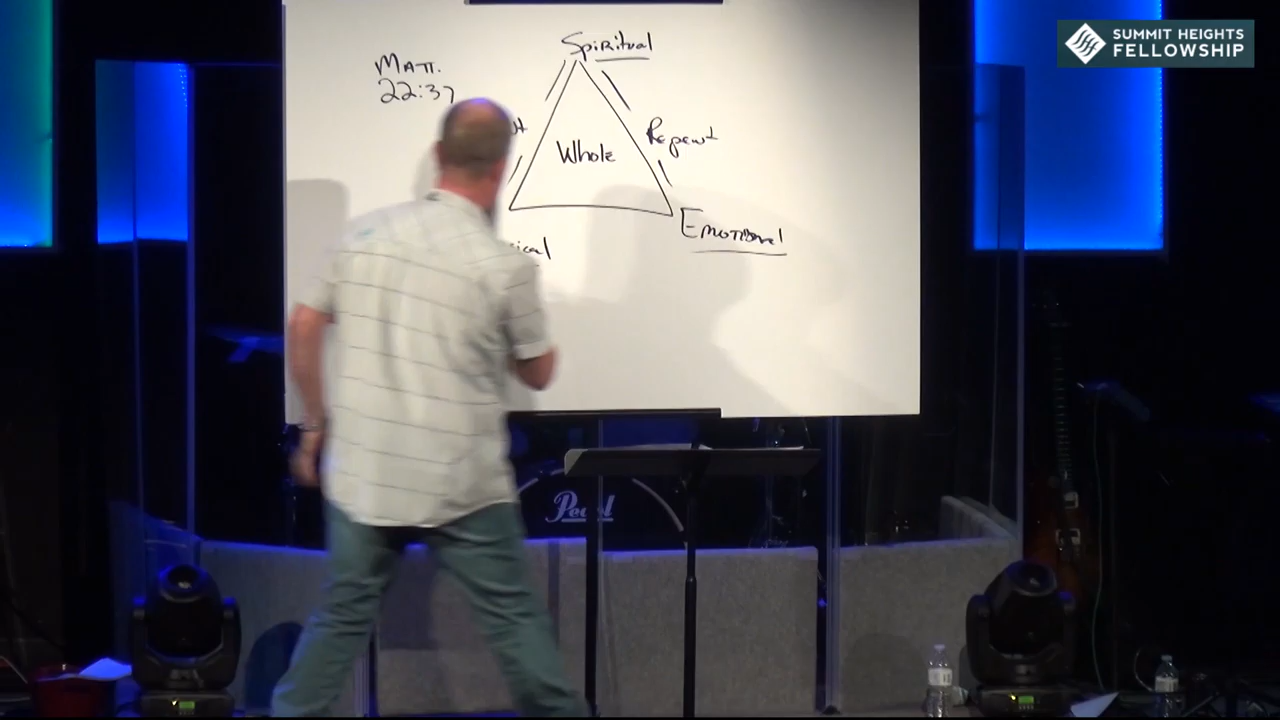 SUMMIT HEIGHTS
FELLOWSHIP
Spiritual
MATT.
22:37
Repent
Whole
Emotional
Pearl